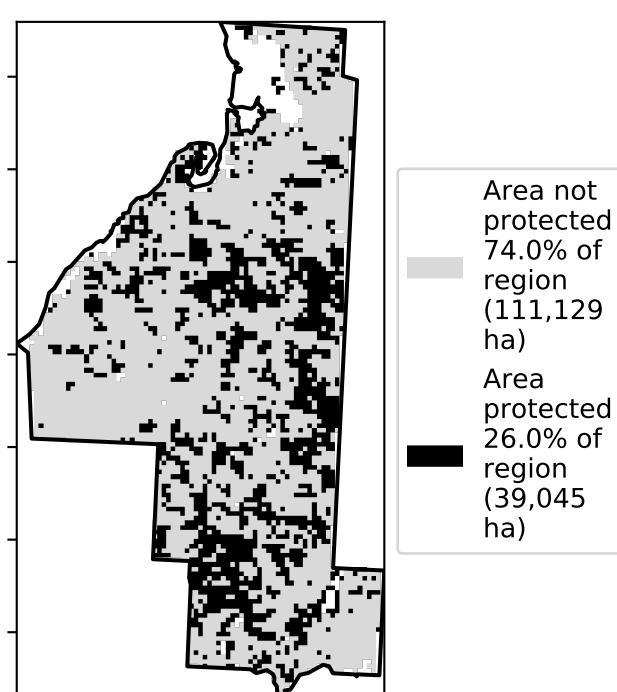 Area not
protected
74.0% of
region
(111,129
ha)
Area
protected
26.0% of
region
(39,045
ha)